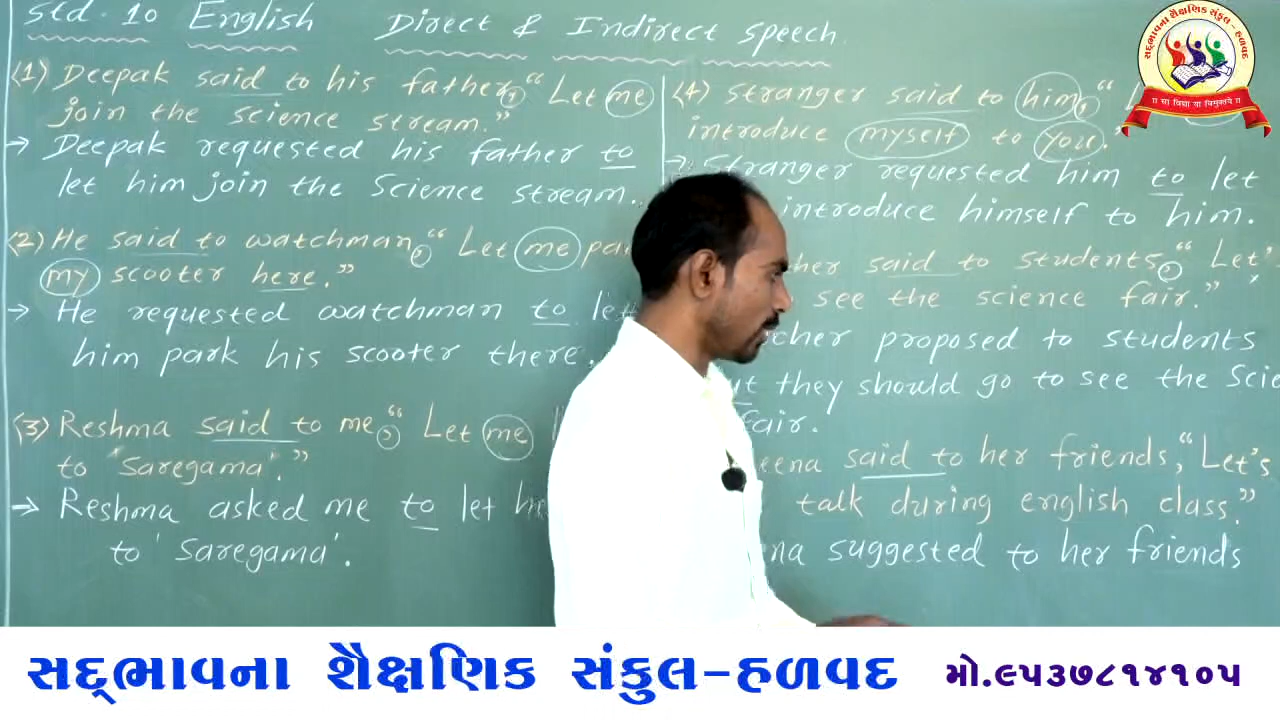 Std. 10 English Direct & Indirect speech.
(1) Deepak said to his father, "Let me
join the science stream."
→ Deepak requested his father to
let him join the Science stream.
(2) He said to watchman, "Let me
my scooter here."
→ He requested watchman to let
him park his scooter there.
(3) Reshma said to me, "Let me
to 'Saregama'."
→ Reshma asked me to let
to 'Saregama'.
(4) Stranger said to him, "
introduce myself to you."
→ Stranger requested him to let
introduce himself to him.
said to students, "Let's
see the science fair."
proposed to students
they should go to see the
fair.
said to her friends, "Let's
talk during english class."
suggested to her friends
સદ્ભાવના શૈક્ષણિક સંકુલ - હળવદ
॥ સા વિદ્યા યા વિમુક્તયે ॥
સદ્ભાવના શૈક્ષણિક સંકુલ-હળવદ મો.૯૫૩૭૮૧૪૧૦૫